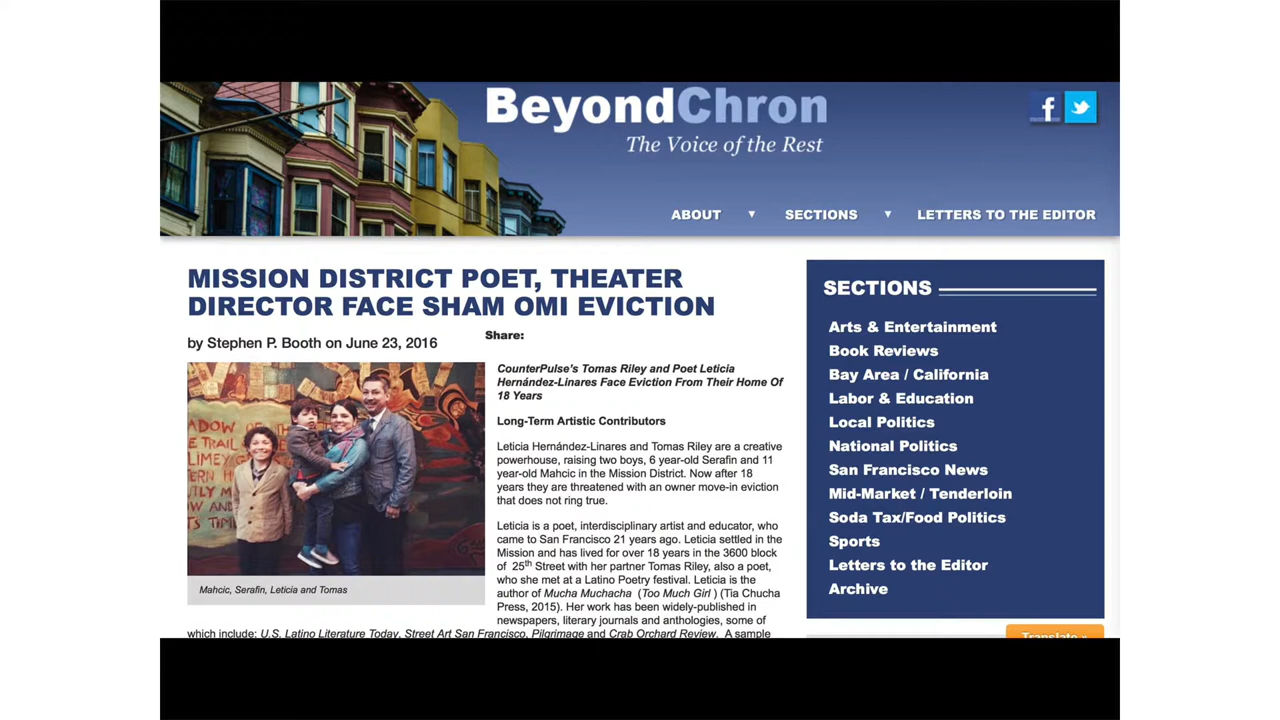 BeyondChron
The Voice of the Rest
ABOUT ▼ SECTIONS ▼ LETTERS TO THE EDITOR
MISSION DISTRICT POET, THEATER
DIRECTOR FACE SHAM OMI EVICTION
by Stephen P. Booth on June 23, 2016
Share:
CounterPulse's Tomas Riley and Poet Leticia
Hernández-Linares Face Eviction From Their Home Of
18 Years
Long-Term Artistic Contributors
Leticia Hernández-Linares and Tomas Riley are a creative
powerhouse, raising two boys, 6 year-old Serafin and 11
year-old Mahcic in the Mission District. Now after 18
years they are threatened with an owner move-in eviction
that does not ring true.
Leticia is a poet, interdisciplinary artist and educator, who
came to San Francisco 21 years ago. Leticia settled in the
Mission and has lived for over 18 years in the 3600 block
of 25th Street with her partner Tomas Riley, also a poet,
who she met at a Latino Poetry festival. Leticia is the
author of Mucha Muchacha (Too Much Girl ) (Tia Chucha
Press, 2015). Her work has been widely-published in
newspapers, literary journals and anthologies, some of
which include: U.S. Latino Literature Today, Street Art San Francisco, Pilgrimage and Crab Orchard Review. A sample
ADOW OF
TRAIL
LIMEY
AND
TS TIM
Mahcic, Serafin, Leticia and Tomas
SECTIONS
Arts & Entertainment
Book Reviews
Bay Area / California
Labor & Education
Local Politics
National Politics
San Francisco News
Mid-Market / Tenderloin
Soda Tax/Food Politics
Sports
Letters to the Editor
Archive
Translate »